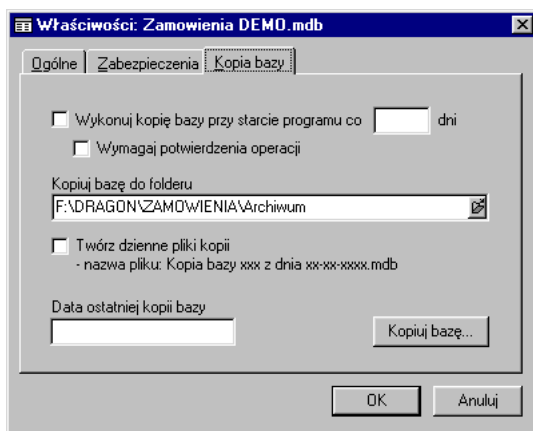 Właściwości: Zamowienia DEMO.mdb
Ogólne Zabezpieczenia Kopia bazy
Wykonuj kopię bazy przy starcie programu co dni
Wymagaj potwierdzenia operacji
Kopiuj bazę do folderu
F:\DRAGON\ZAMOWIENIA\Archiwum
Twórz dzienne pliki kopii
- nazwa pliku: Kopia bazy xxx z dnia xx-xx-xxxx.mdb
Data ostatniej kopii bazy
Kopiuj bazę...
OK Anuluj